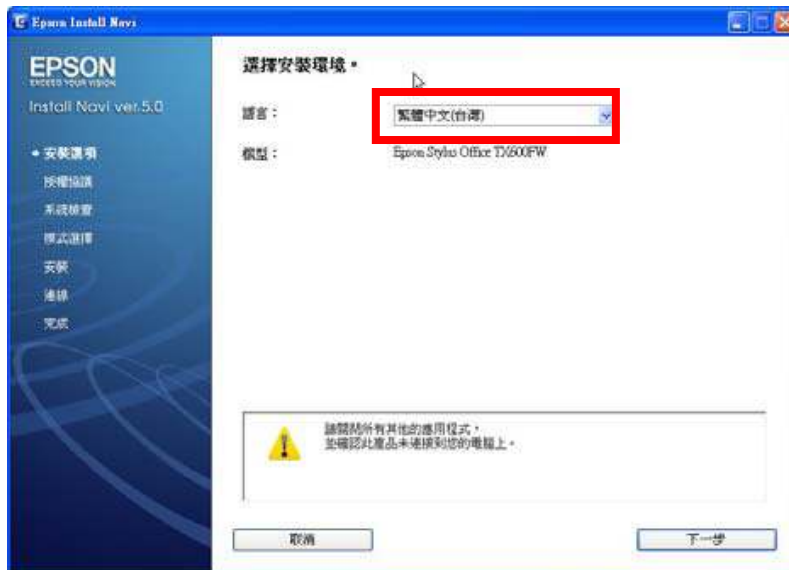 Epson Install Navi
EPSON
EXCEED YOUR VISION
Install Navi ver.5.0
• 安裝選項
授權協議
系統檢查
模式選擇
安裝
連線
完成
選擇安裝環境。
語言： 繁體中文(台灣)
模型： Epson Stylus Office TX600FW
請關閉所有其他的應用程式，
並確認此產品未連接到您的電腦上。
取消
下一步